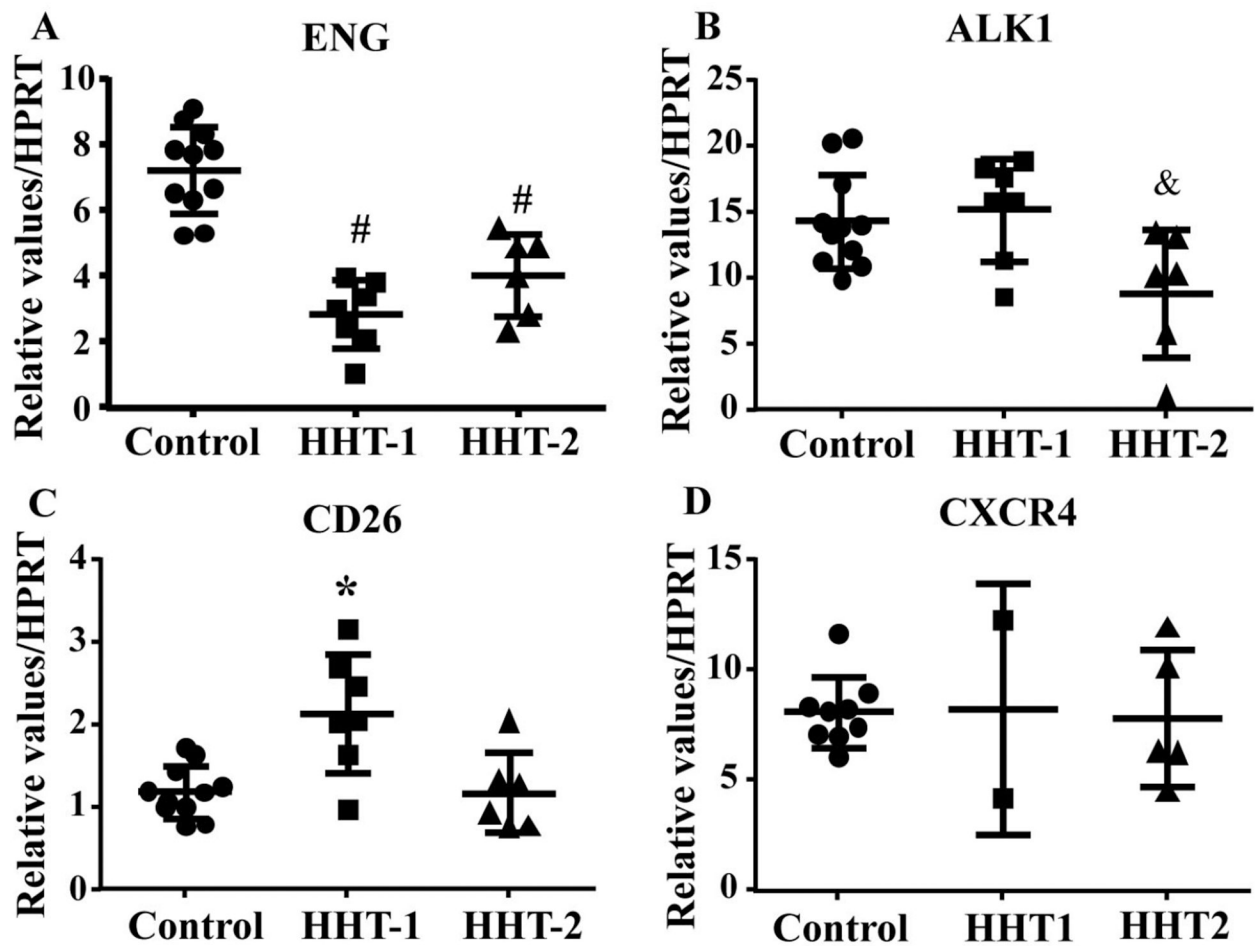 A
ENG
Relative values/HPRT
10
8
6
4
2
0
#
#
Control
HHT-1
HHT-2
B
ALK1
Relative values/HPRT
25
20
15
10
5
0
&
Control
HHT-1
HHT-2
C
CD26
Relative values/HPRT
4
3
2
1
0
*
Control
HHT-1
HHT-2
D
CXCR4
Relative values/HPRT
15
10
5
0
Control
HHT1
HHT2